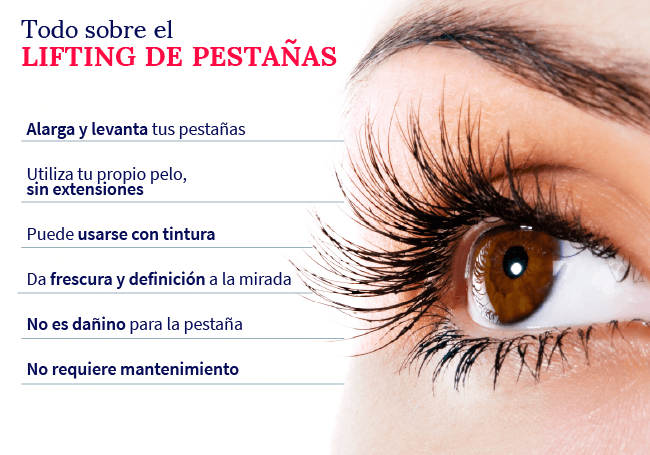 Todo sobre el
LIFTING DE PESTAÑAS
Alarga y levanta tus pestañas
Utiliza tu propio pelo,
sin extensiones
Puede usarse con tintura
Da frescura y definición a la mirada
No es dañino para la pestaña
No requiere mantenimiento